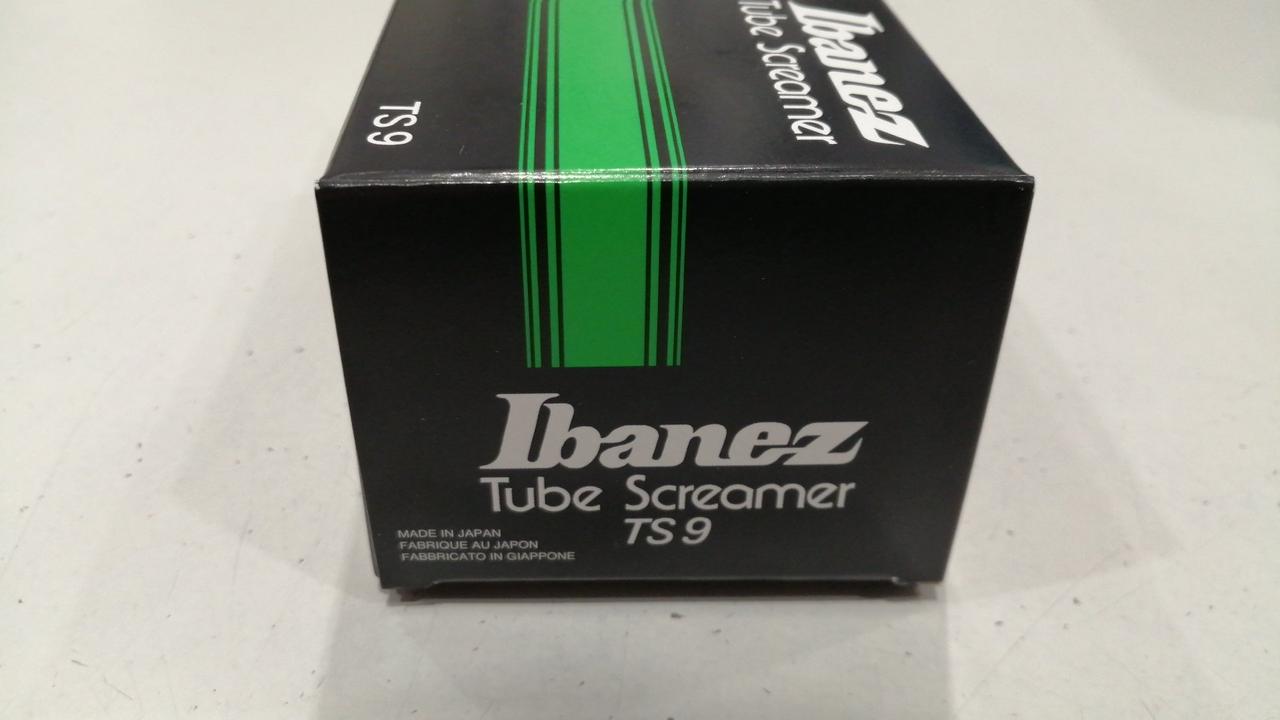 Ibanez
Tube Screamer
TS9
Ibanez
Tube Screamer
TS9
MADE IN JAPAN
FABRIQUE AU JAPON
FABBRICATO IN GIAPPONE